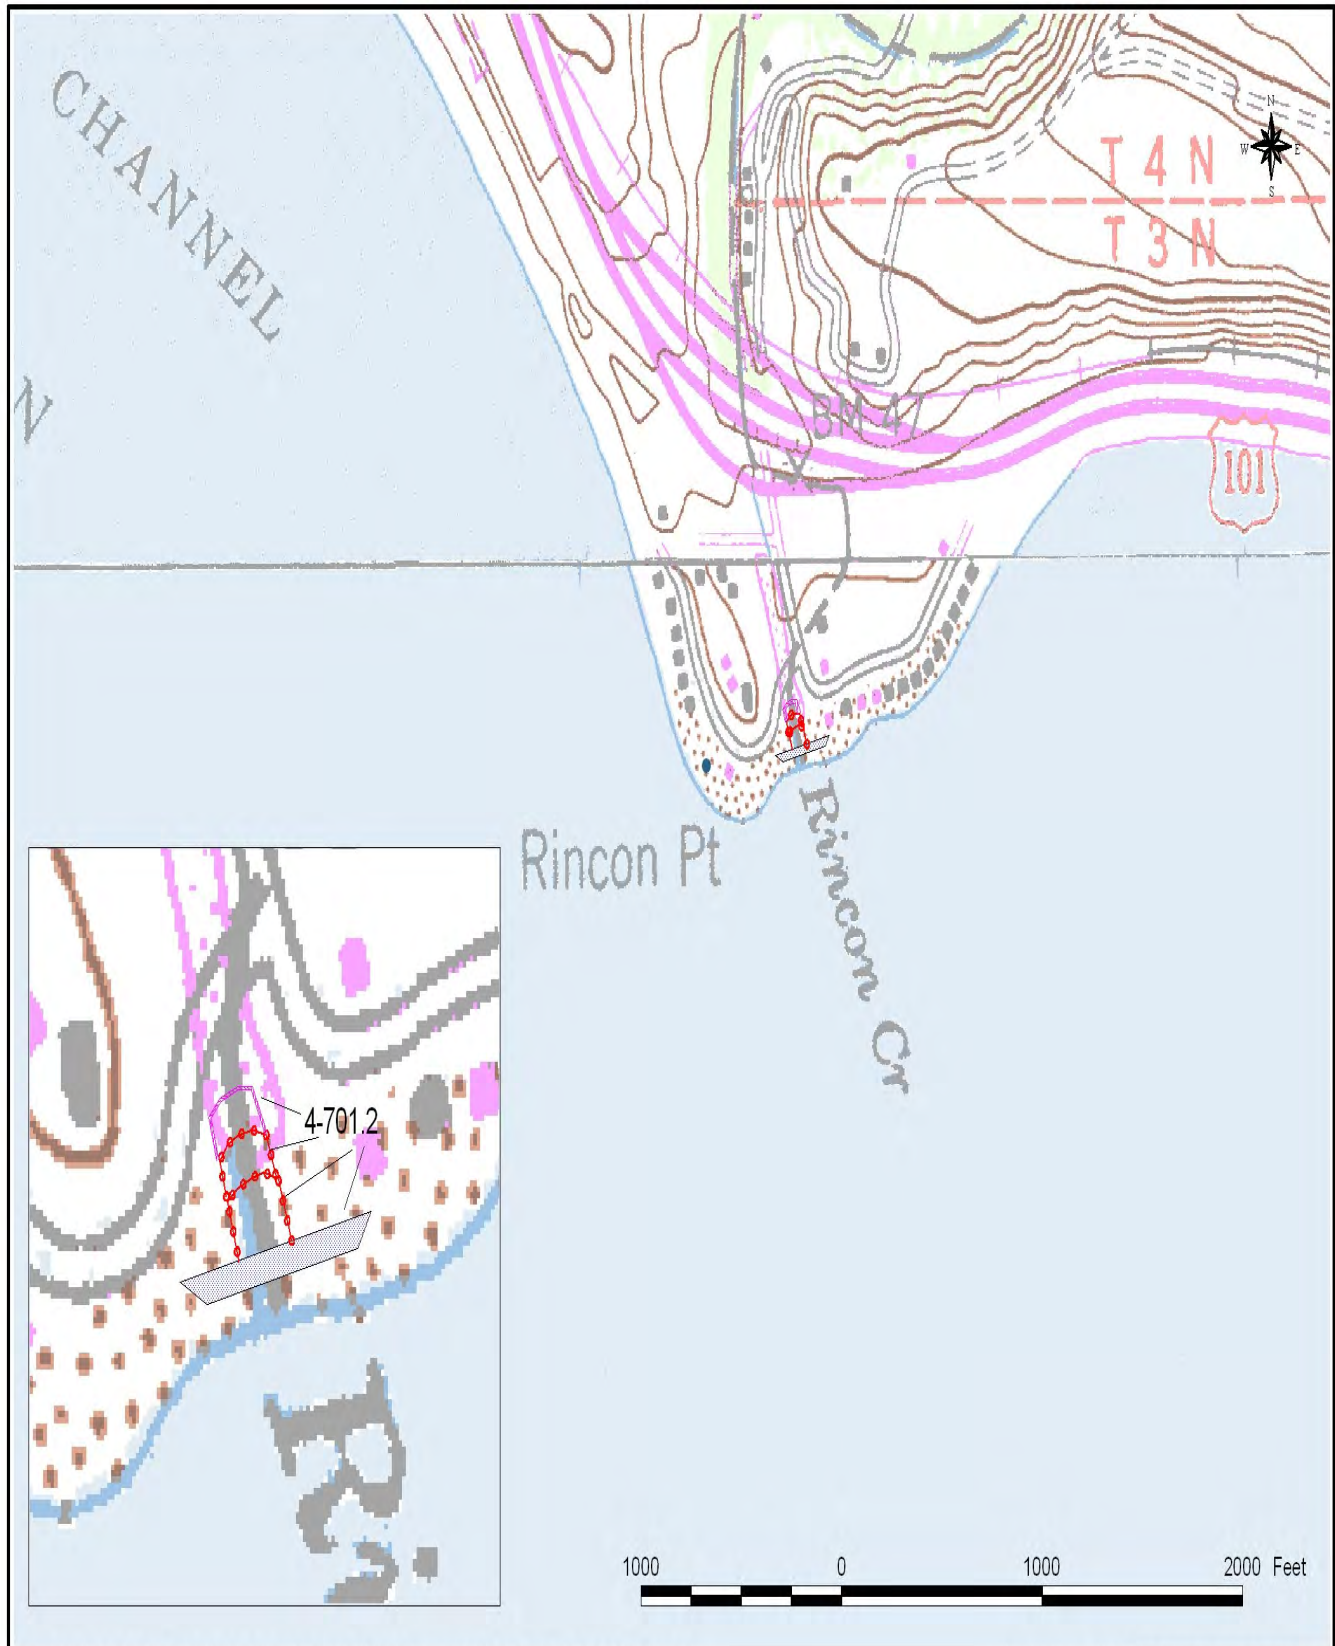 CHANNEL
N
N
W E
S
T 4 N
T 3 N
BM 47
101
Rincon Pt
Rincon Cr
4-701.2
Ri
1000 0 1000 2000 Feet